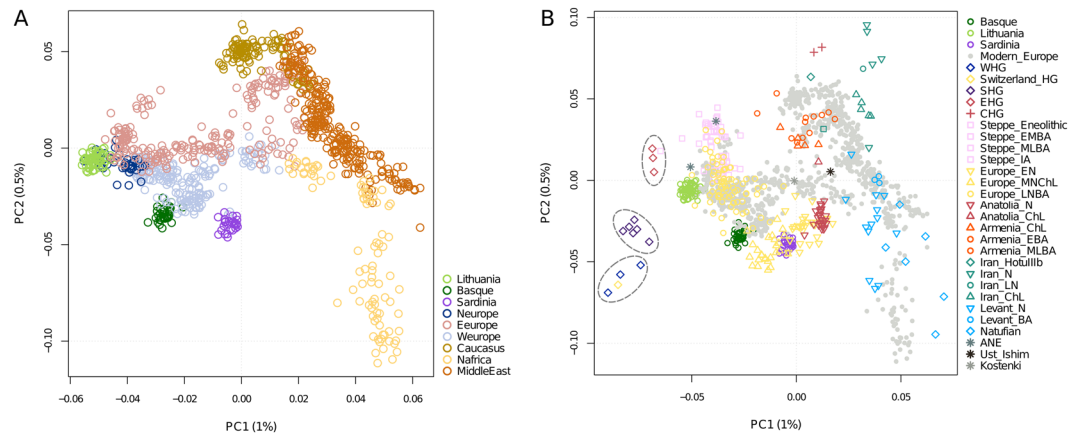 A
PC2 (0.5%)
0.05
0.00
−0.05
−0.10
−0.06
−0.04
−0.02
0.00
0.02
0.04
0.06
PC1 (1%)
Lithuania
Basque
Sardinia
Neurope
Eeurope
Weurope
Caucasus
Nafrica
MiddleEast
B
PC2 (0.5%)
0.10
0.05
0.00
−0.05
−0.10
−0.05
0.00
0.05
PC1 (1%)
Basque
Lithuania
Sardinia
Modern_Europe
WHG
Switzerland_HG
SHG
EHG
CHG
Steppe_Eneolithic
Steppe_EMBA
Steppe_MLBA
Steppe_IA
Europe_EN
Europe_MNChL
Europe_LNBA
Anatolia_N
Anatolia_ChL
Armenia_ChL
Armenia_EBA
Armenia_MLBA
Iran_HotuIIIb
Iran_N
Iran_LN
Iran_ChL
Levant_N
Levant_BA
Natufian
ANE
Ust_Ishim
Kostenki